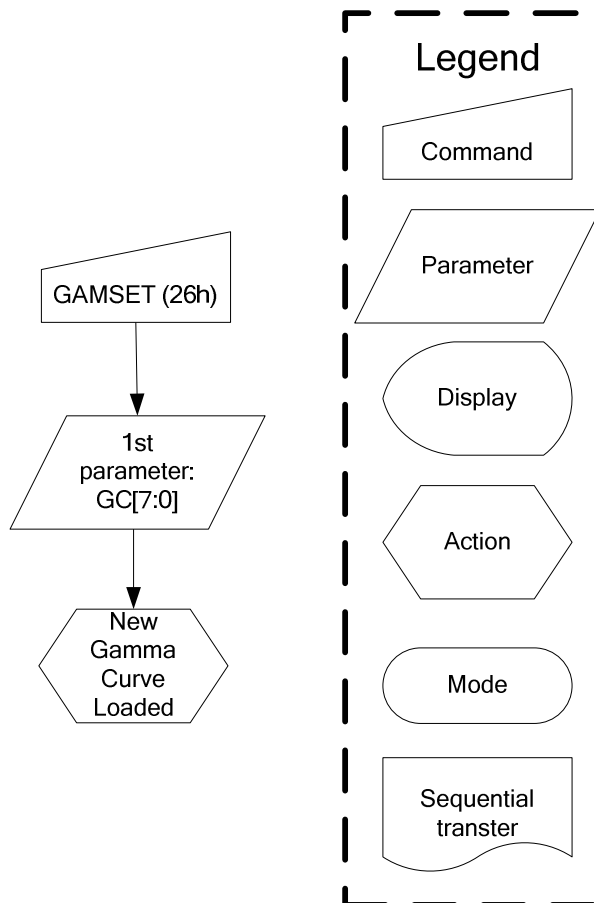 GAMSET (26h)
1st
parameter:
GC[7:0]
New
Gamma
Curve
Loaded
Legend
Command
Parameter
Display
Action
Mode
Sequential
transter